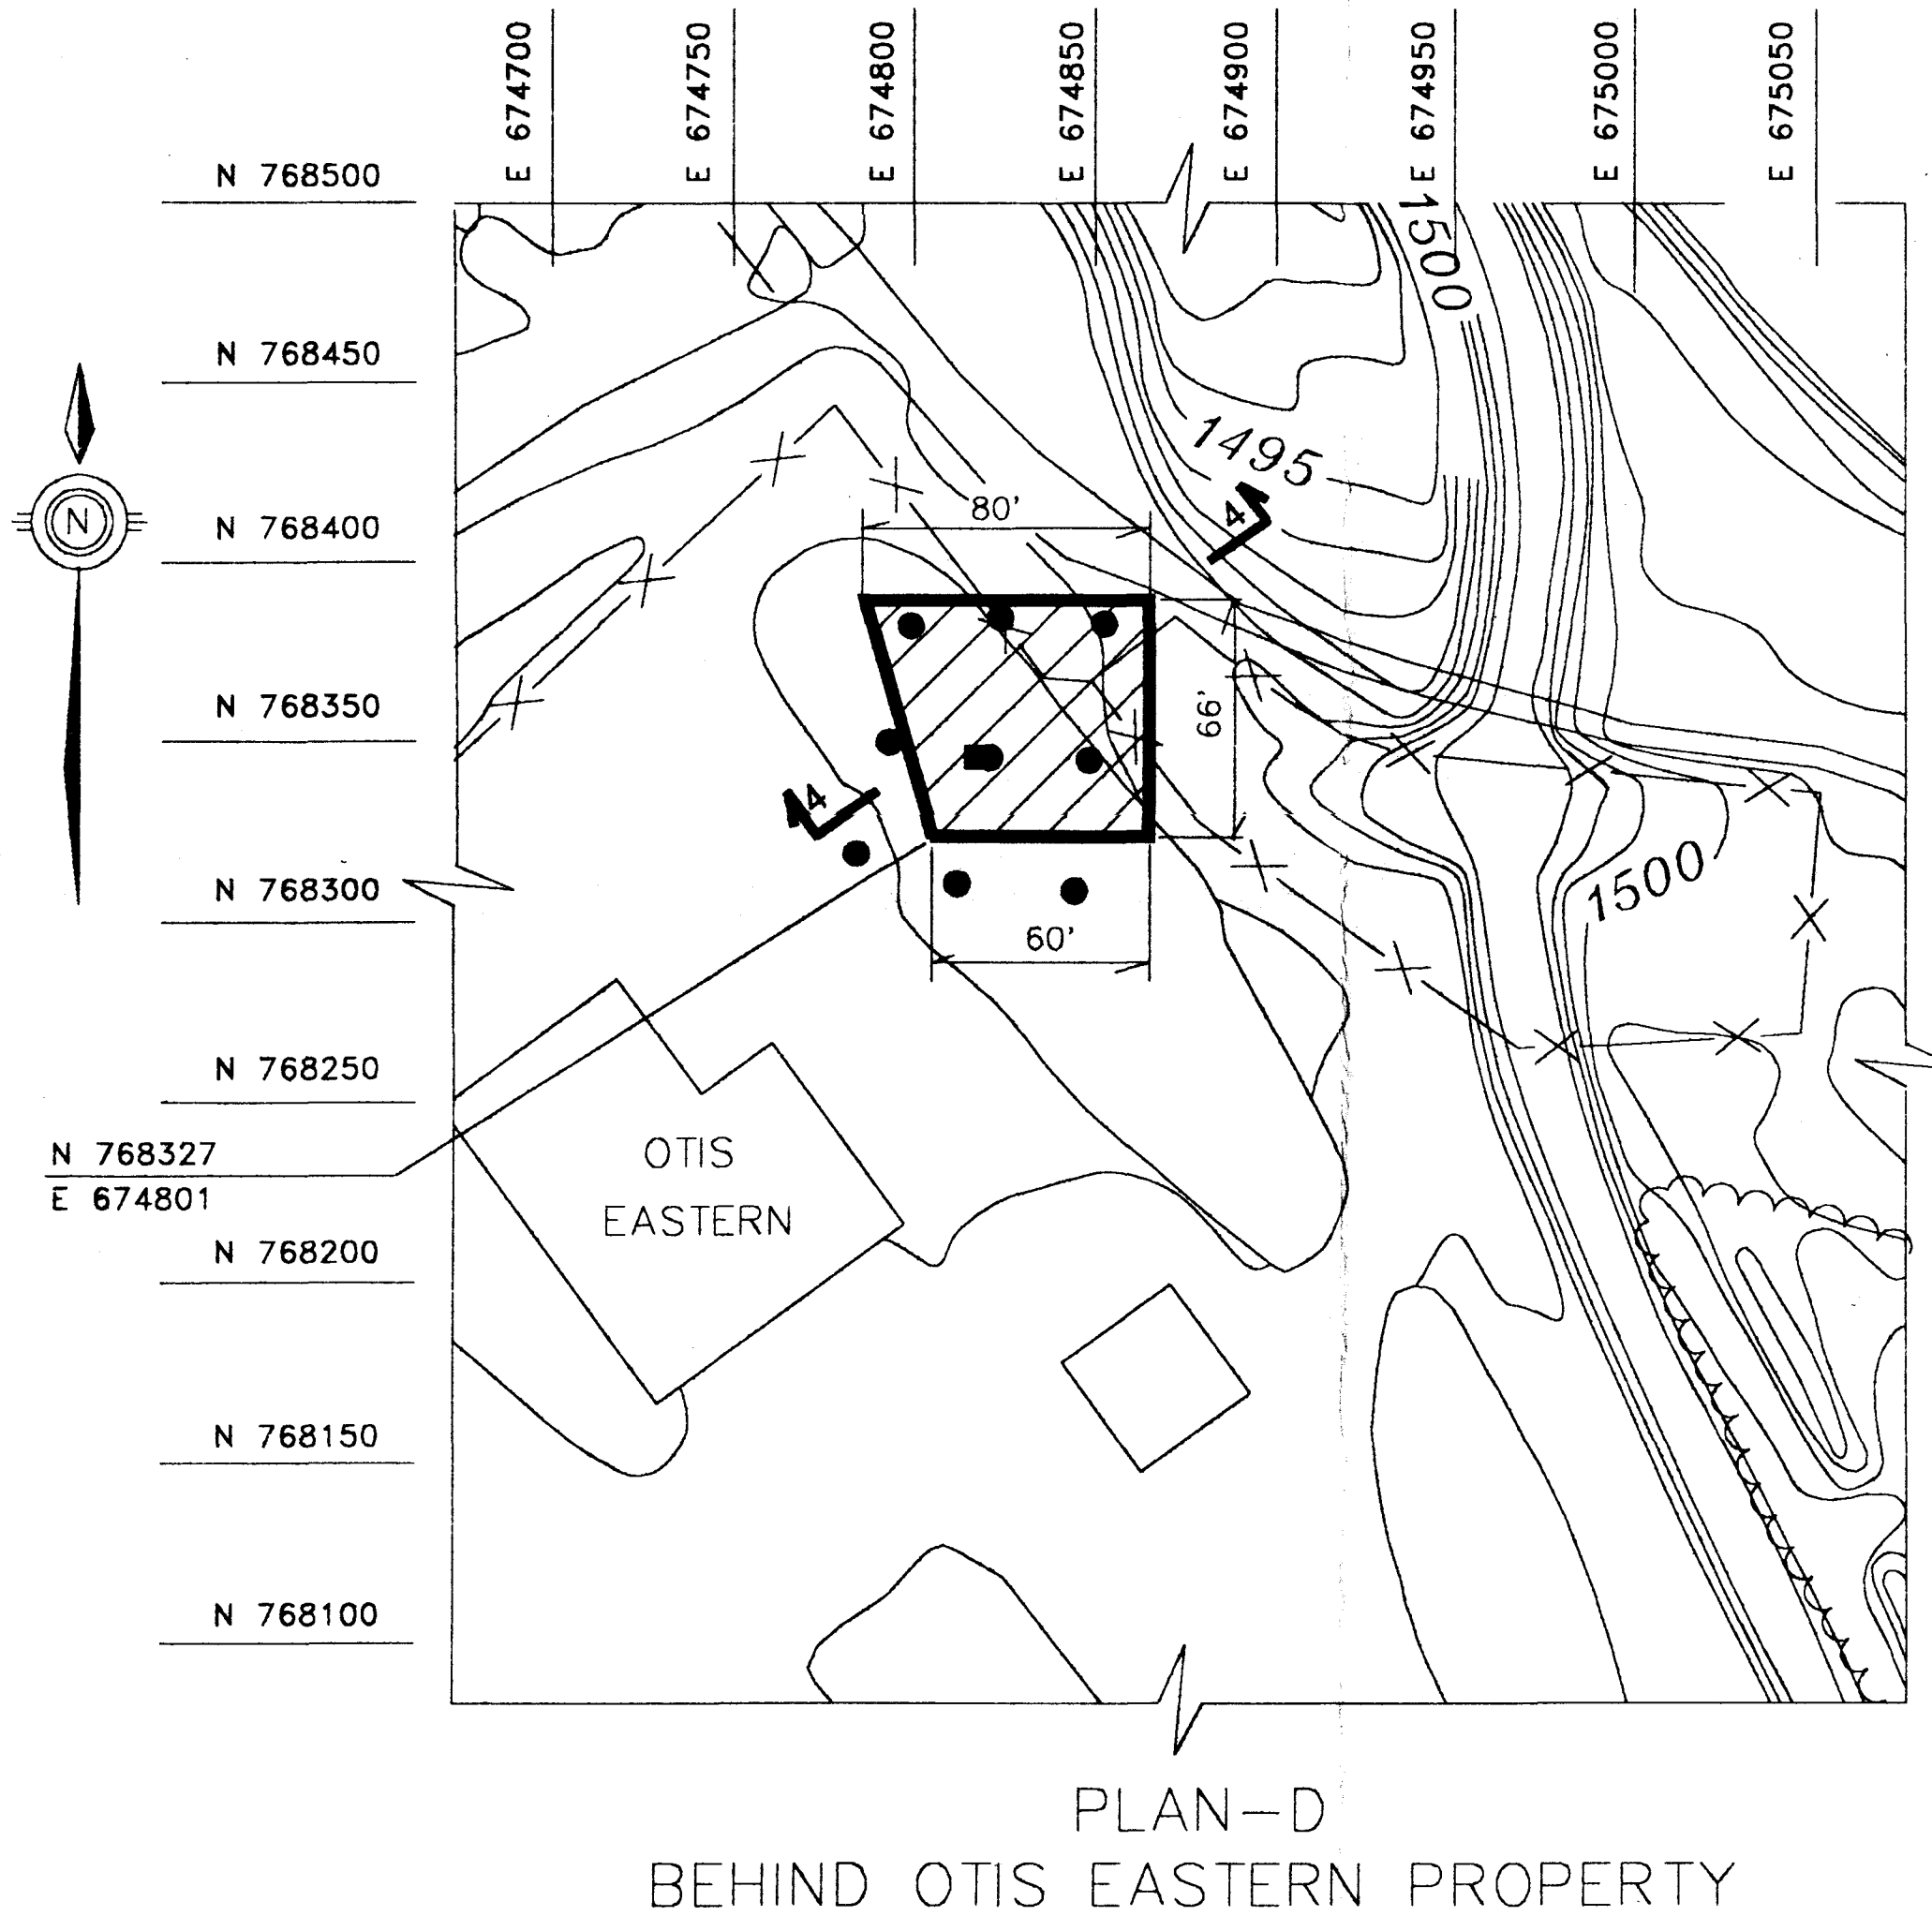 E 674700
E 674750
E 674800
E 674850
E 674900
E 674950
E 675000
E 675050
N 768500
1500
N 768450
1495
N 768400
80'
4
N
N 768350
66'
4
N 768300
1500
60'
N 768250
N 768327
E 674801
OTIS
EASTERN
N 768200
N 768150
N 768100
PLAN-D
BEHIND OTIS EASTERN PROPERTY